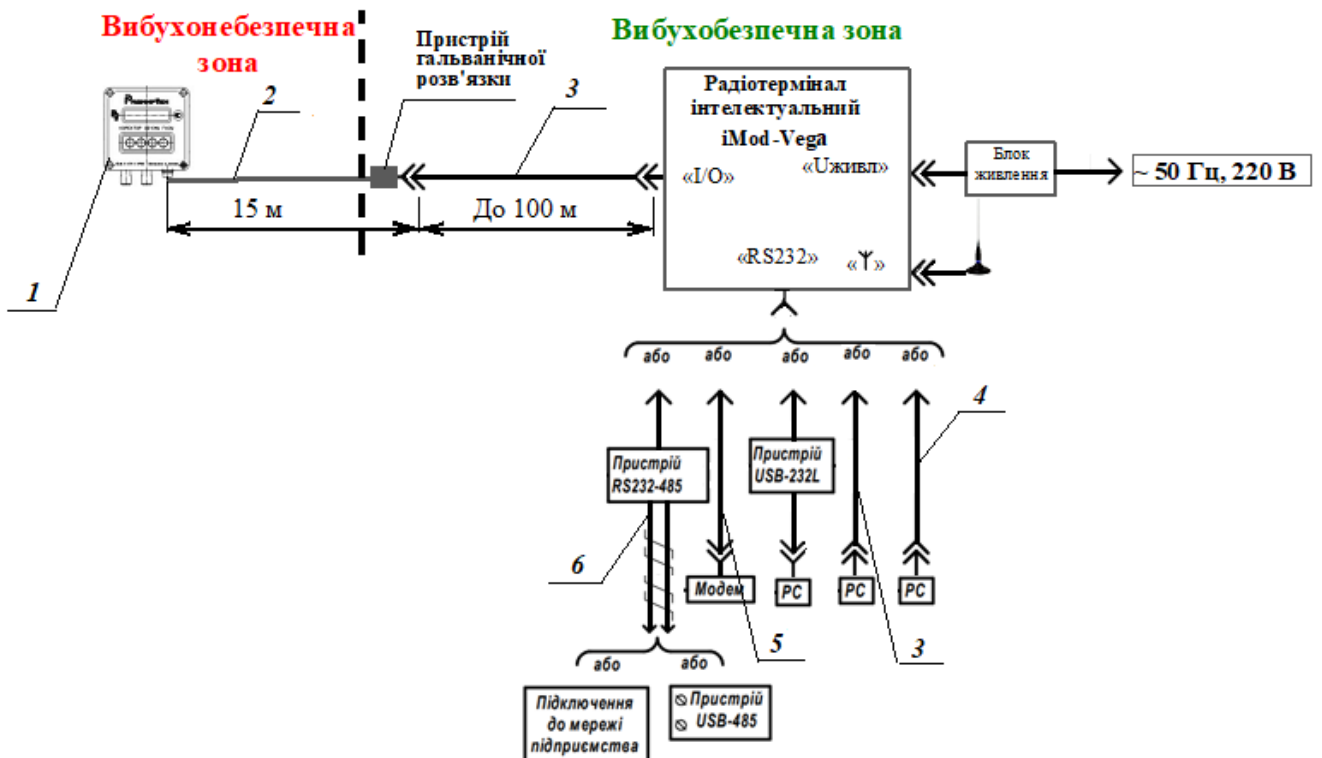 Вибухонебезпечна
зона
Пристрій
гальванічної
розв'язки
Вибухобезпечна зона
2
3
Радіотермінал
інтелектуальний
iMod-Vega
«I/O»
«Uживл»
Блок
живлення
~ 50 Гц, 220 В
15 м
До 100 м
«RS232»
«Y»
1
або
або
або
або
або
4
Пристрій
RS232-485
Пристрій
USB-232L
6
Модем
PC
PC
PC
5
3
або
або
Підключення
до мережі
підприємства
Пристрій
USB-485